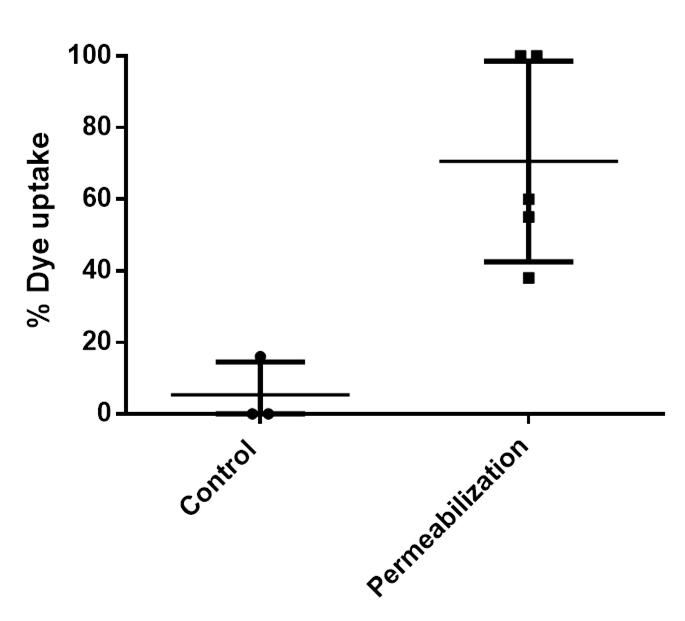 % Dye uptake
100
80
60
40
20
0
Control
Permeabilization